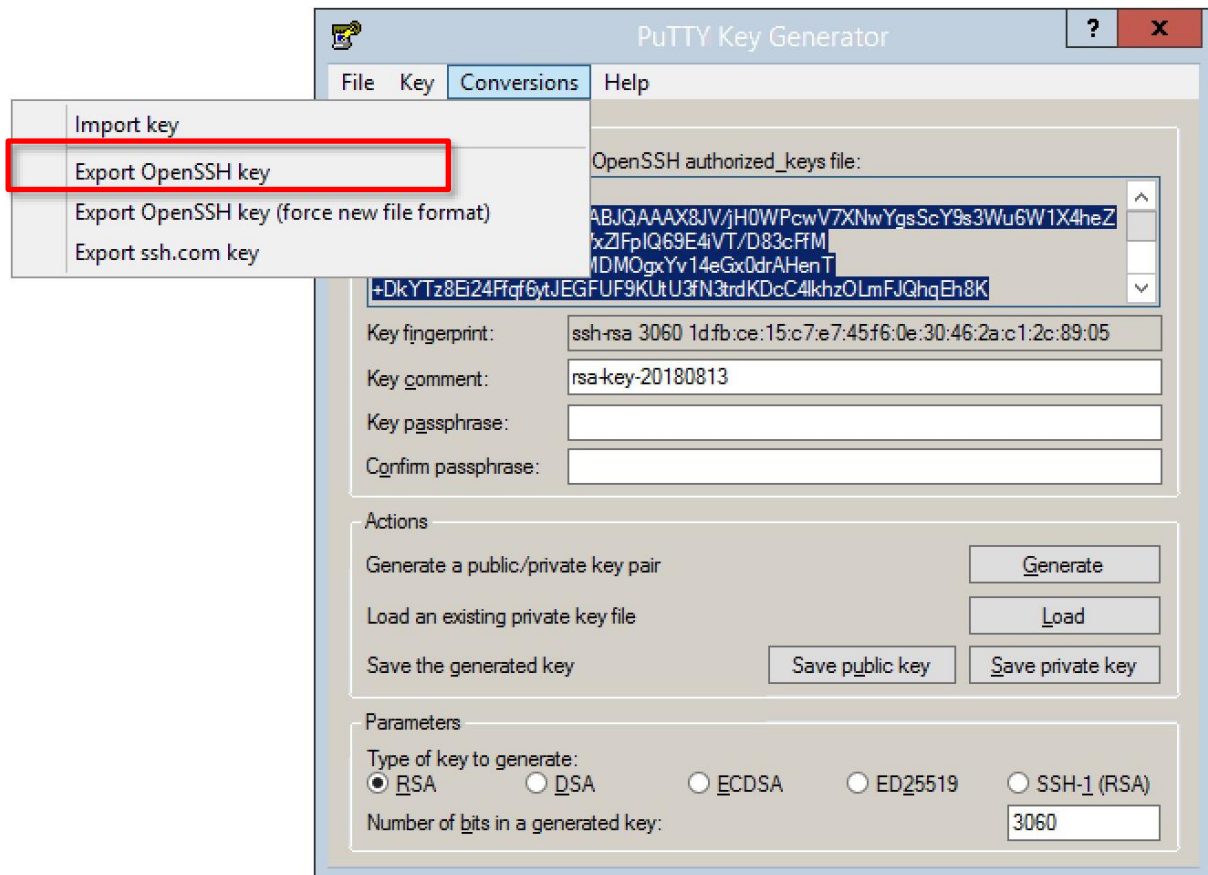 PuTTY Key Generator
? x
File Key Conversions Help
Import key
Export OpenSSH key
Export OpenSSH key (force new file format)
Export ssh.com key
OpenSSH authorized_keys file:
ABJQAAAX8JV/jH0WPcwV7XNwYgsScY9s3Wu6W1X4heZ
xZlFpIQ69E4iVT/D83cFfM
MDMOgxYv14eGx0drAHenT
+DkYTz8Ei24Ffqf6ytJEGFUF9KUtU3fN3trdKDcC4lkhzOLmFJQhqEh8K
Key fingerprint: ssh-rsa 3060 1d:fb:ce:15:c7:e7:45:f6:0e:30:46:2a:c1:2c:89:05
Key comment: rsa-key-20180813
Key passphrase:
Confirm passphrase:
Actions
Generate a public/private key pair Generate
Load an existing private key file Load
Save the generated key Save public key Save private key
Parameters
Type of key to generate:
RSA DSA ECDSA ED25519 SSH-1 (RSA)
Number of bits in a generated key: 3060